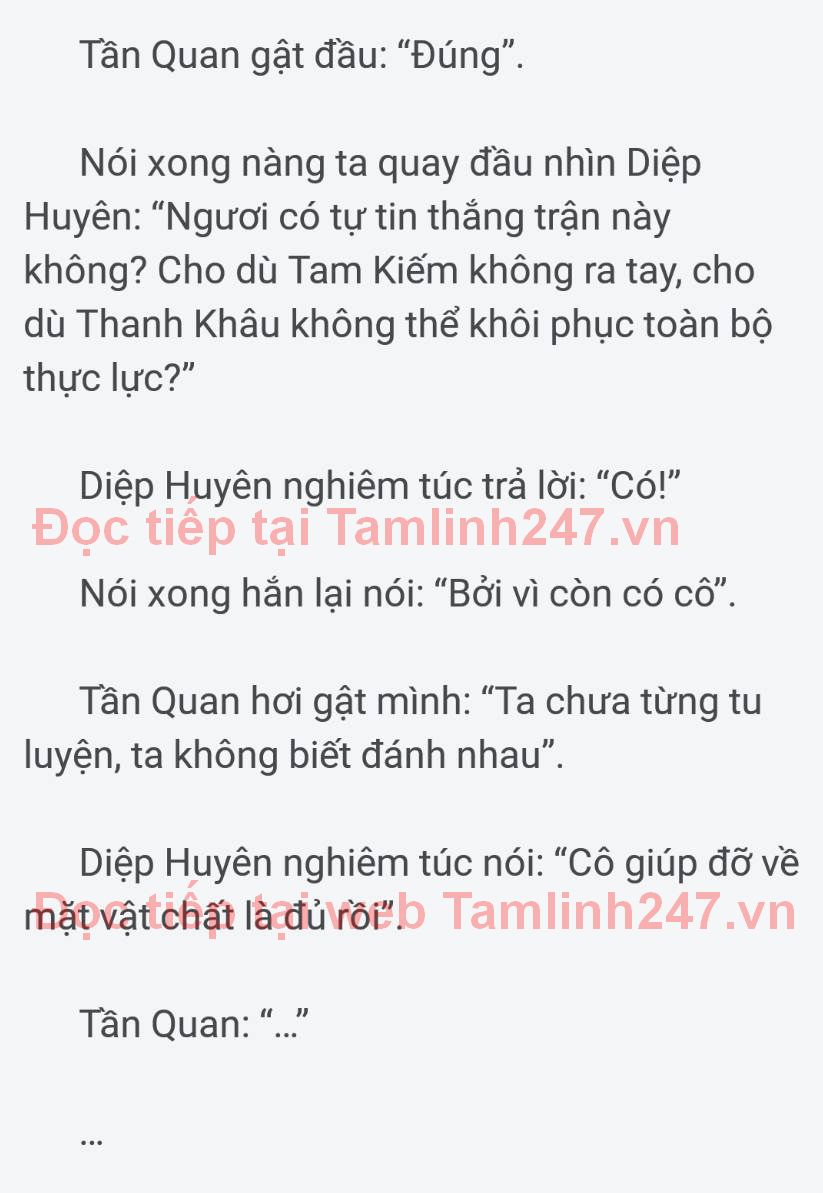 Tần Quan gật đầu: “Đúng”.
Nói xong nàng ta quay đầu nhìn Diệp
Huyên: “Ngươi có tự tin thắng trận này
không? Cho dù Tam Kiếm không ra tay, cho
dù Thanh Khâu không thể khôi phục toàn bộ
thực lực?”
Diệp Huyên nghiêm túc trả lời: “Có!”
Đọc tiếp tại Tamlinh247.vn
Nói xong hắn lại nói: “Bởi vì còn có cô”.
Tần Quan hơi gật mình: “Ta chưa từng tu
luyện, ta không biết đánh nhau”.
Diệp Huyên nghiêm túc nói: “Cô giúp đỡ về
mặt vật chất là đủ rồi”.
Đọc tiếp tại web Tamlinh247.vn
Tần Quan: “...”
...